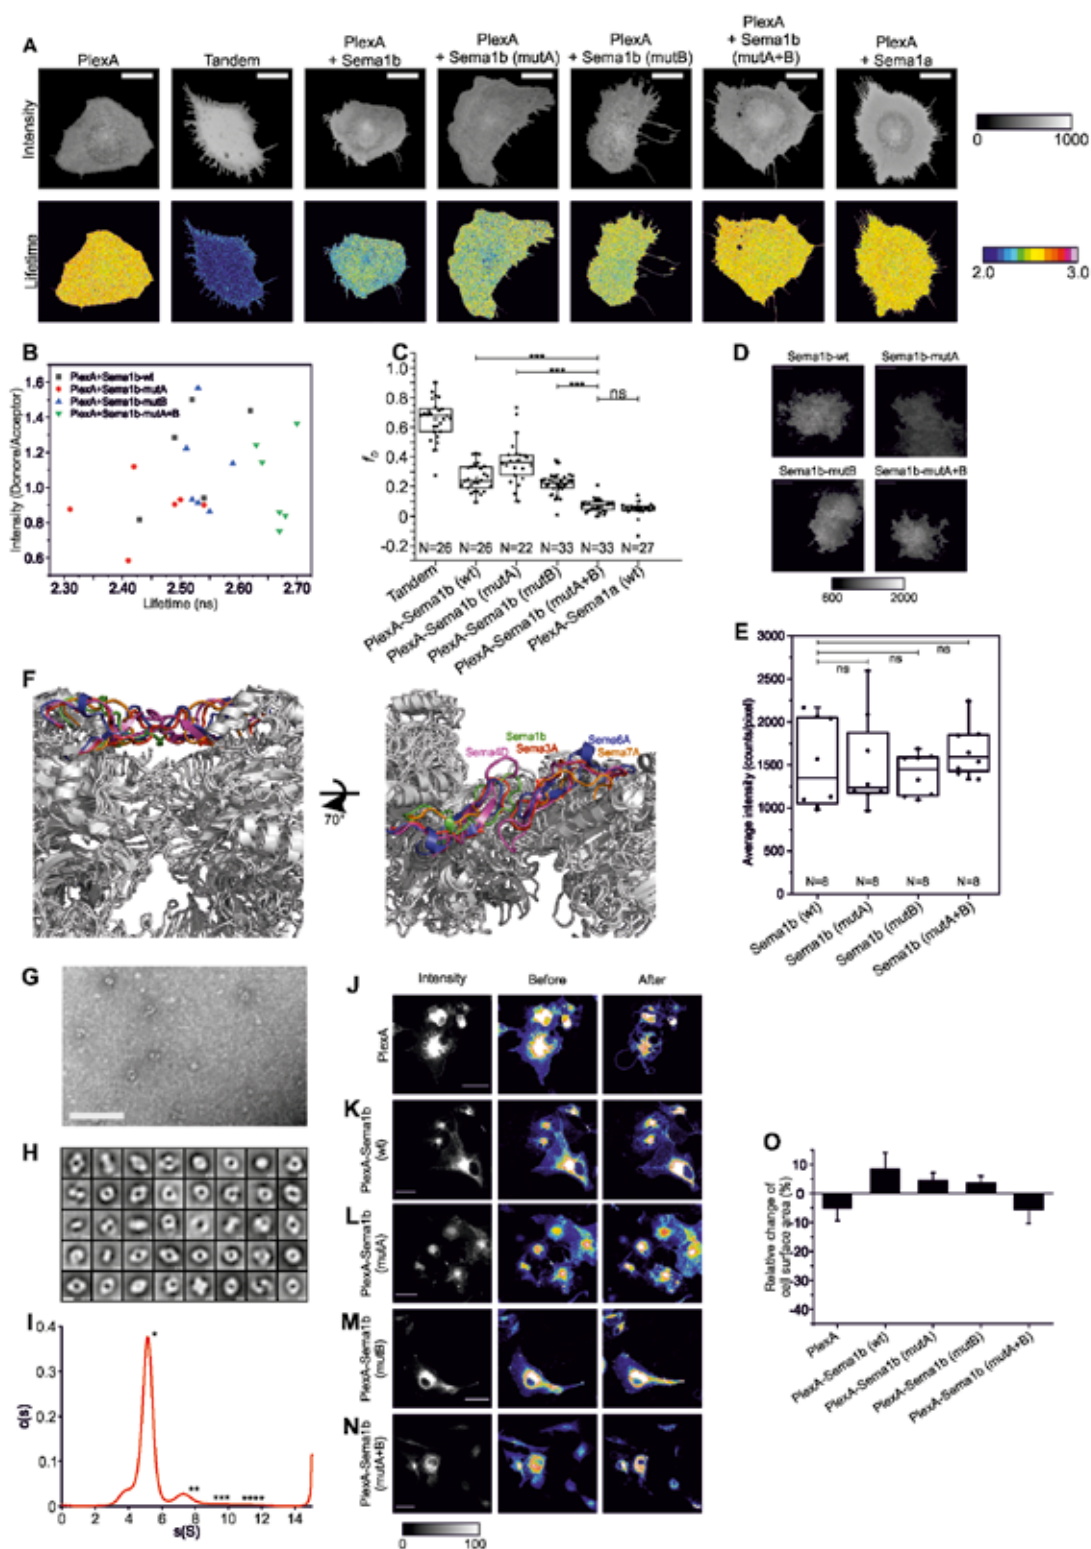 A
PlexA
Tandem
PlexA
+ Sema1b
PlexA
+ Sema1b (mutA)
PlexA
+ Sema1b (mutB)
PlexA
+ Sema1b
(mutA+B)
PlexA
+ Sema1a
Intensity
0 1000
Lifetime
2.0 3.0
B
PlexA+Sema1b-wt
PlexA+Sema1b-mutA
PlexA+Sema1b-mutB
PlexA+Sema1b-mutA+B
Intensity (Donors/Acceptor)
1.6
1.4
1.2
1.0
0.8
0.6
2.30 2.40 2.50 2.60 2.70
Lifetime (ns)
C
***
***
***
ns
1.0
0.8
0.6
0.4
0.2
0
-0.2
N=26 N=26 N=22 N=33 N=33 N=27
Tandem
PlexA-Sema1b (wt)
PlexA-Sema1b (mutA)
PlexA-Sema1b (mutB)
PlexA-Sema1b (mutA+B)
PlexA-Sema1a (wt)
D
Sema1b-wt
Sema1b-mutA
Sema1b-mutB
Sema1b-mutA+B
600 2000
E
Average intensity (counts/pixel)
3000
2500
2000
1500
1000
500
0
ns
ns
ns
N=8 N=8 N=8 N=8
Sema1b (wt)
Sema1b (mutA)
Sema1b (mutB)
Sema1b (mutA+B)
F
70°
Sema1b
Sema4D
Sema3A
Sema6A
Sema7A
G
H
I
c(s)
0.4
0.3
0.2
0.1
0
*
**
***
****
0 2 4 6 8 10 12 14
s(S)
J
Intensity
Before
After
PlexA
K
PlexA-Sema1b
(wt)
L
PlexA-Sema1b
(mutA)
M
PlexA-Sema1b
(mutB)
N
PlexA-Sema1b
(mutA+B)
0 100
O
Relative change of
cell surface area (%)
10
0
-10
-20
-30
-40
PlexA
PlexA-Sema1b (wt)
PlexA-Sema1b (mutA)
PlexA-Sema1b (mutB)
PlexA-Sema1b (mutA+B)